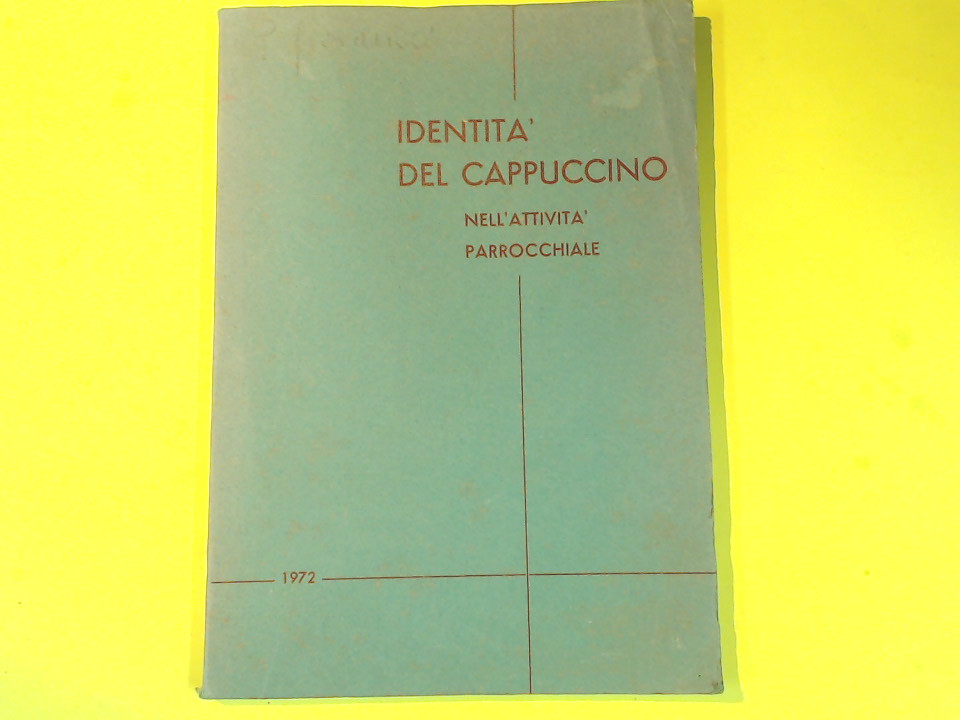 IDENTITA'
DEL CAPPUCCINO
NELL'ATTIVITA'
PARROCCHIALE
1972